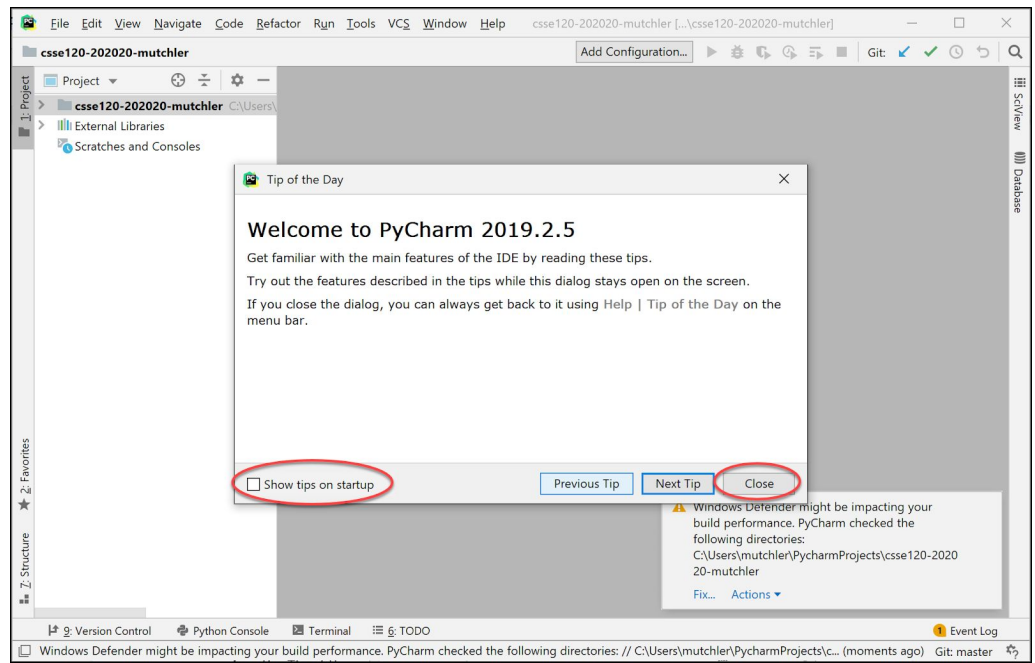 File Edit View Navigate Code Refactor Run Tools VCS Window Help csse120-202020-mutchler [...\csse120-202020-mutchler]
csse120-202020-mutchler
Add Configuration...
Git:
1: Project
Project
csse120-202020-mutchler C:\Users\
External Libraries
Scratches and Consoles
SciView
Database
Tip of the Day
Welcome to PyCharm 2019.2.5
Get familiar with the main features of the IDE by reading these tips.
Try out the features described in the tips while this dialog stays open on the screen.
If you close the dialog, you can always get back to it using Help | Tip of the Day on the
menu bar.
Show tips on startup
Previous Tip
Next Tip
Close
2: Favorites
Z: Structure
Windows Defender might be impacting your
build performance. PyCharm checked the
following directories:
C:\Users\mutchler\PycharmProjects\csse120-2020
20-mutchler
Fix... Actions
9: Version Control
Python Console
Terminal
6: TODO
1 Event Log
Windows Defender might be impacting your build performance. PyCharm checked the following directories: // C:\Users\mutchler\PycharmProjects\c... (moments ago) Git: master